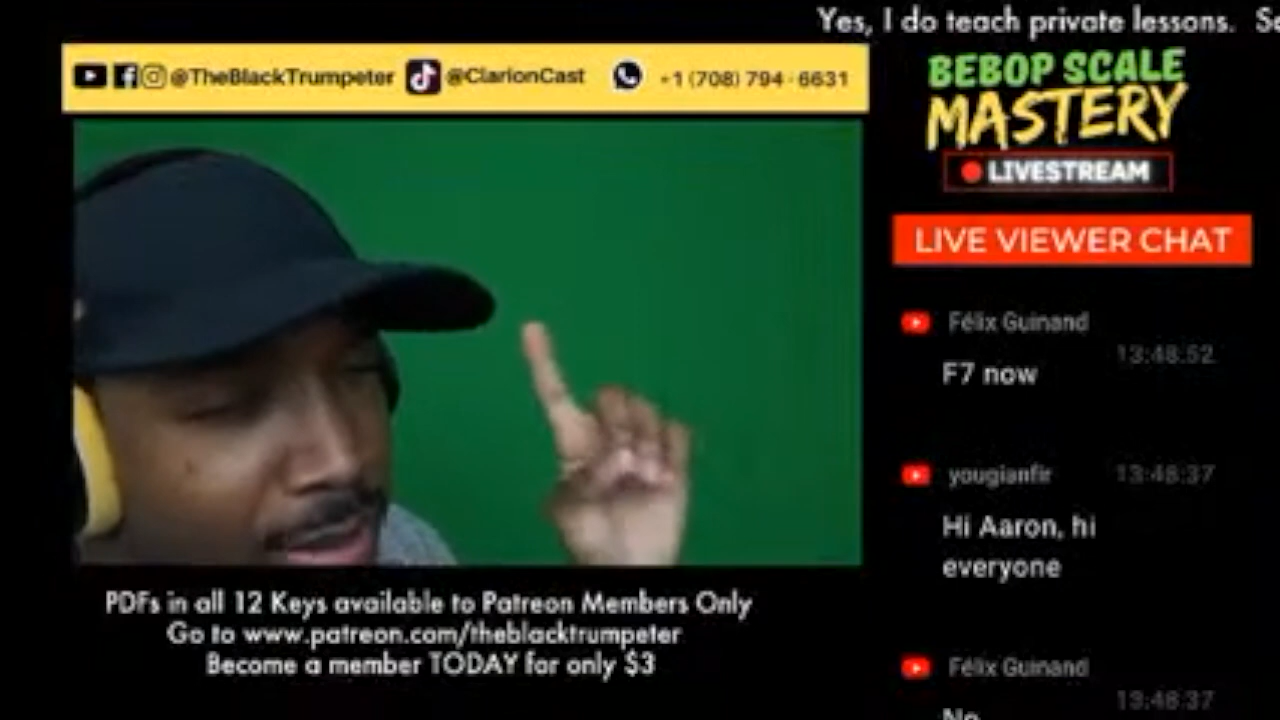 Yes, I do teach private lessons.
@TheBlackTrumpeter @ClarionCast +1 (708) 794-6631
BEBOP SCALE
MASTERY
LIVESTREAM
LIVE VIEWER CHAT
Félix Guinand
13:48:52
F7 now
yougianfir 13:48:37
Hi Aaron, hi
everyone
Félix Guinand
13:48:37
No
PDFs in all 12 Keys available to Patreon Members Only
Go to www.patreon.com/theblacktrumpeter
Become a member TODAY for only $3